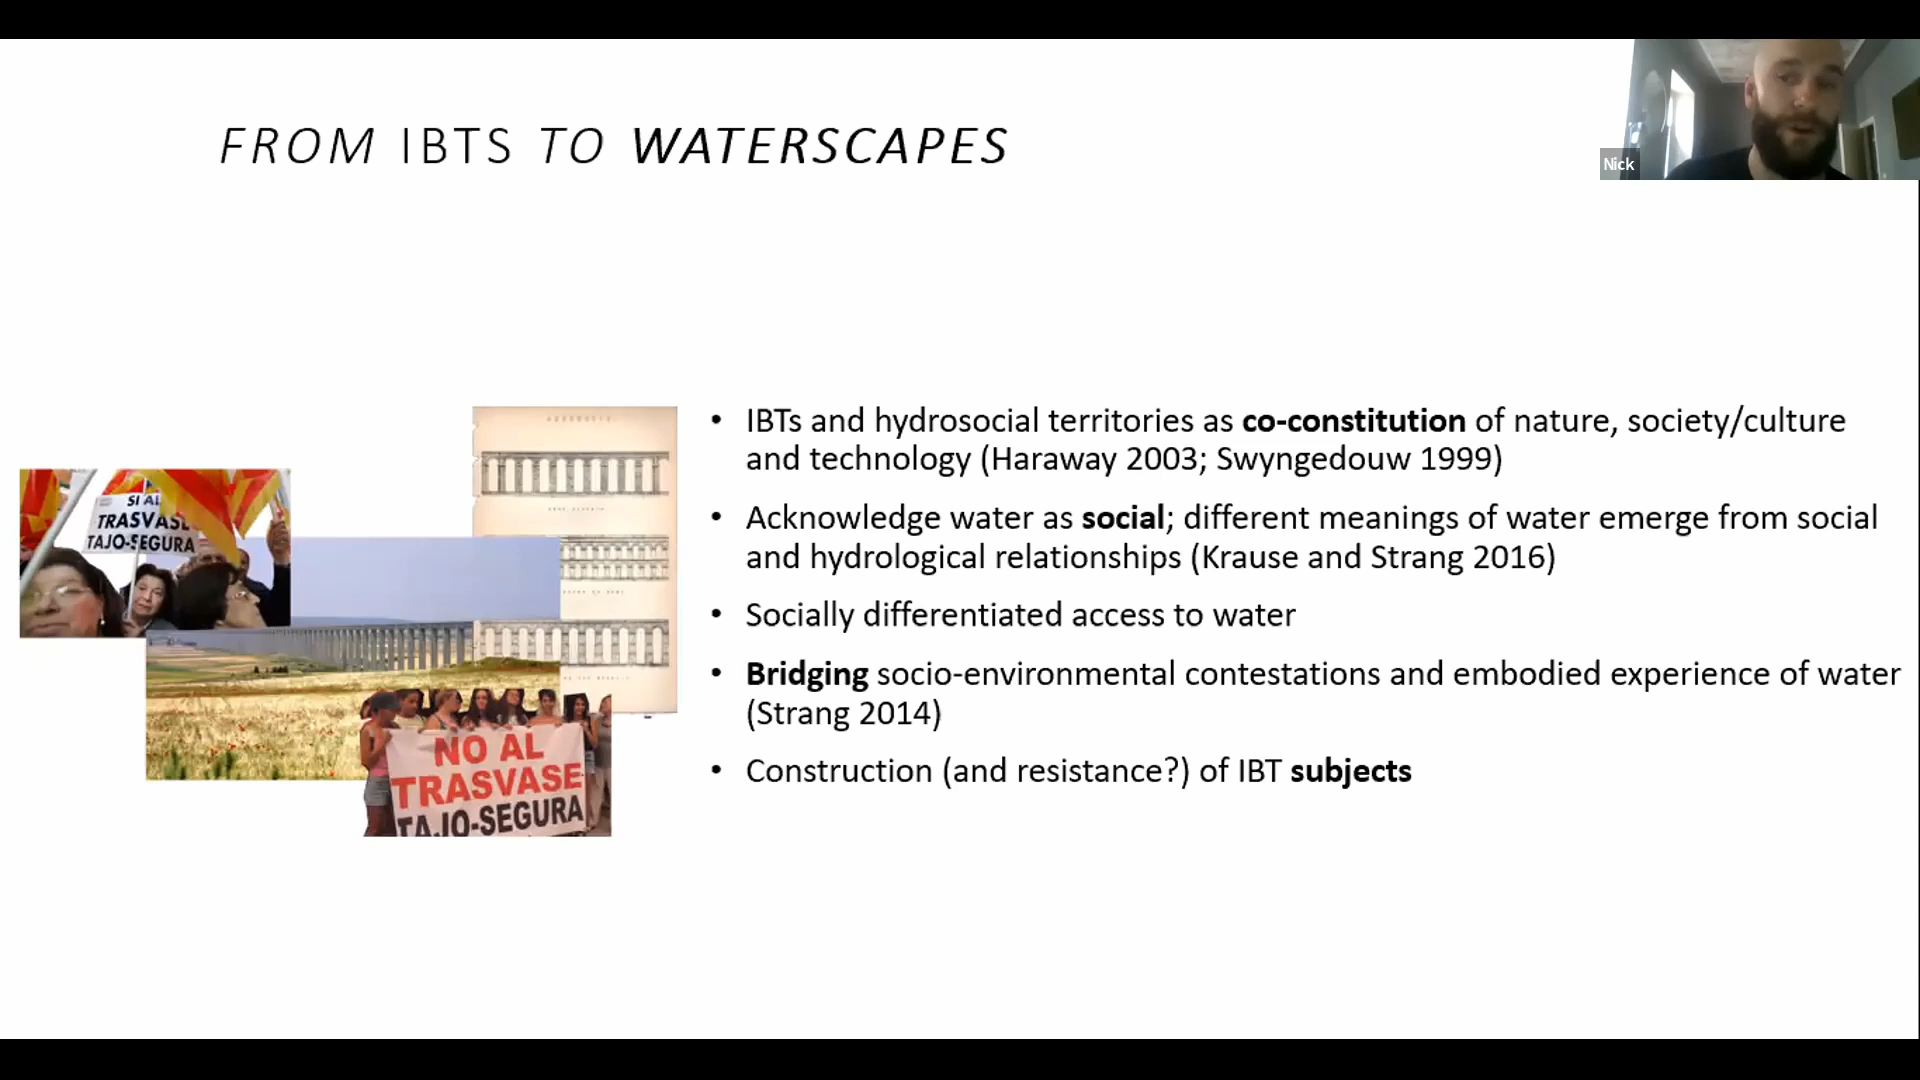 FROM IBTS TO WATERSCAPES
Nick
SI AL
TRASVASE
TAJO-SEGURA
NO AL
TRASVASE
TAJO-SEGURA
• IBTs and hydrosocial territories as co-constitution of nature, society/culture
and technology (Haraway 2003; Swyngedouw 1999)
• Acknowledge water as social; different meanings of water emerge from social
and hydrological relationships (Krause and Strang 2016)
• Socially differentiated access to water
• Bridging socio-environmental contestations and embodied experience of water
(Strang 2014)
• Construction (and resistance?) of IBT subjects